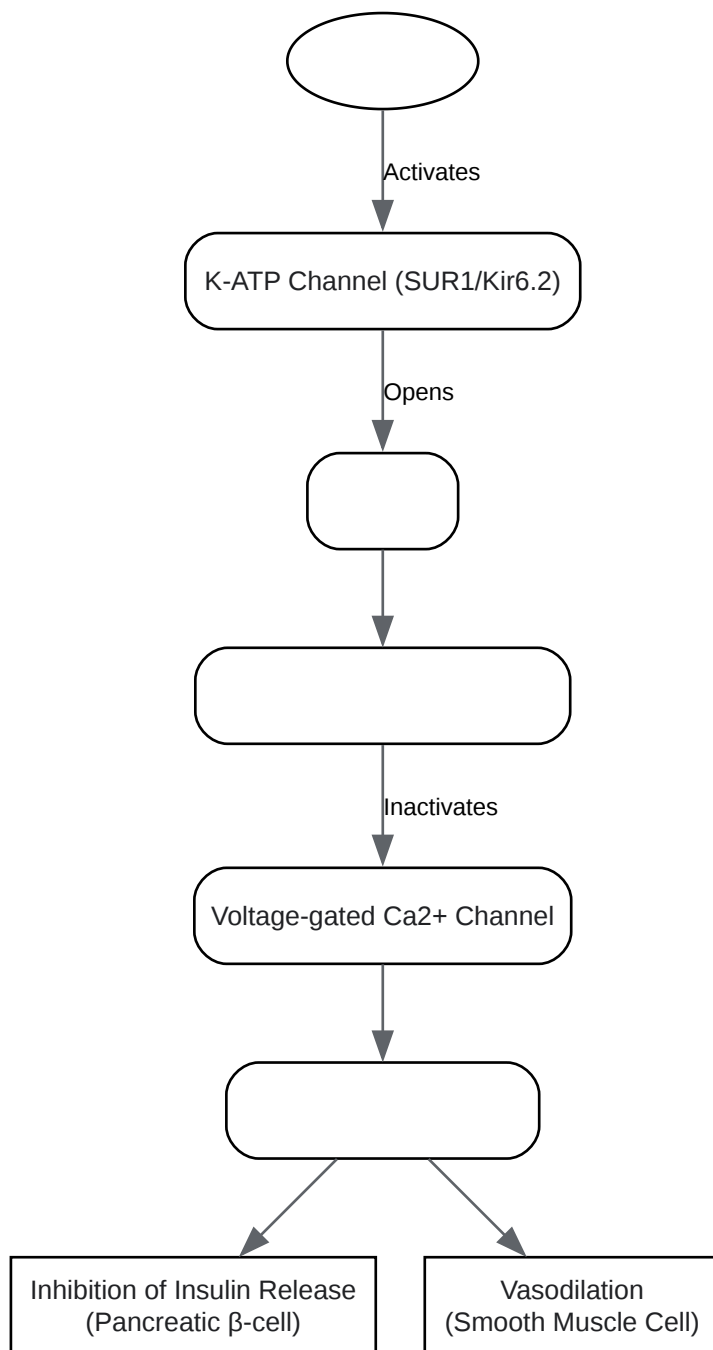 Activates
K-ATP Channel (SUR1/Kir6.2)
Opens
Inactivates
Voltage-gated Ca2+ Channel
Inhibition of Insulin Release
(Pancreatic β-cell)
Vasodilation
(Smooth Muscle Cell)